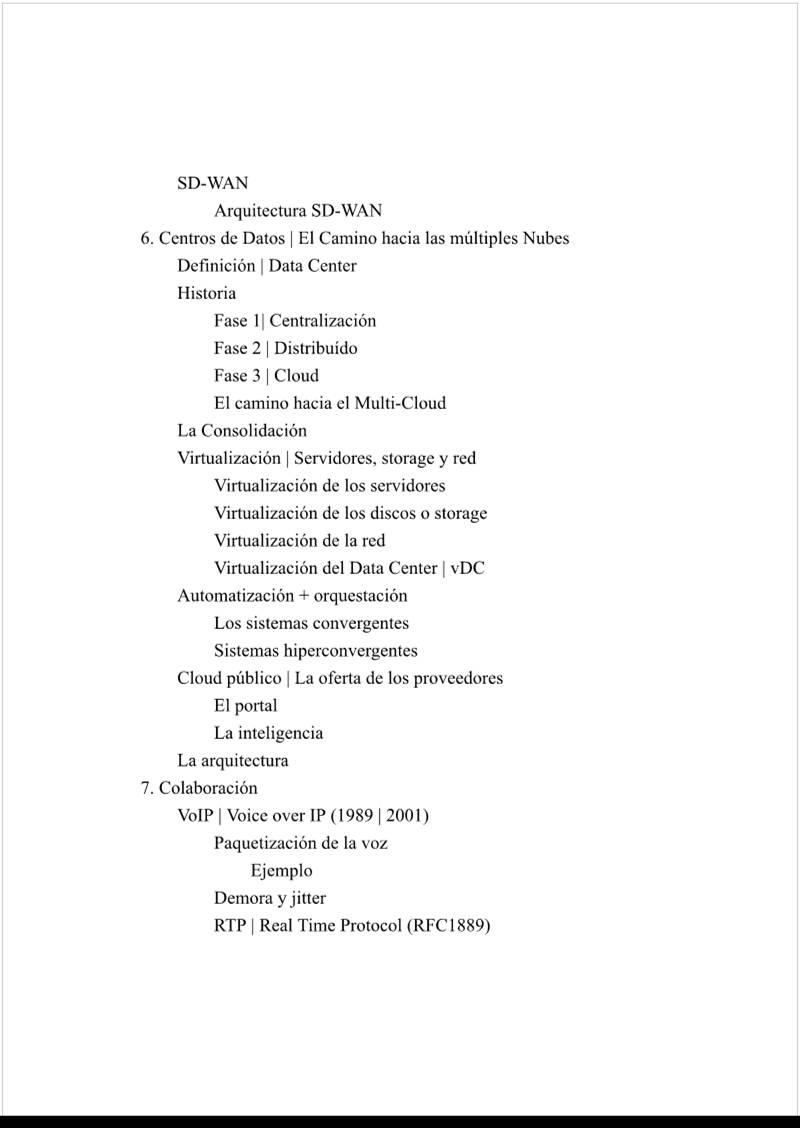 SD-WAN
Arquitectura SD-WAN
6. Centros de Datos | El Camino hacia las múltiples Nubes
Definición | Data Center
Historia
Fase 1| Centralización
Fase 2 | Distribuído
Fase 3 | Cloud
El camino hacia el Multi-Cloud
La Consolidación
Virtualización | Servidores, storage y red
Virtualización de los servidores
Virtualización de los discos o storage
Virtualización de la red
Virtualización del Data Center | vDC
Automatización + orquestación
Los sistemas convergentes
Sistemas hiperconvergentes
Cloud público | La oferta de los proveedores
El portal
La inteligencia
La arquitectura
7. Colaboración
VoIP | Voice over IP (1989 | 2001)
Paquetización de la voz
Ejemplo
Demora y jitter
RTP | Real Time Protocol (RFC1889)